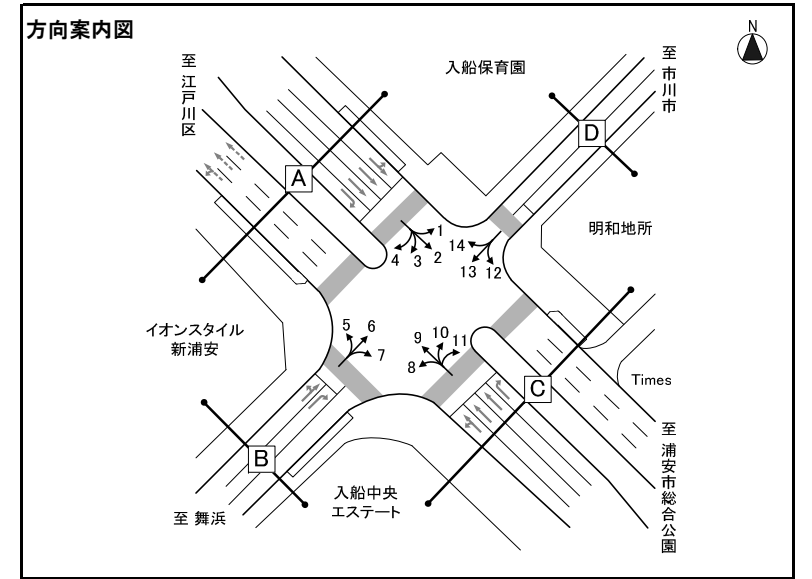 方向案内図
N
至 江戸川区
入船保育園
至 市川市
D
A
明和地所
1
2
3
4
14
13
12
イオンスタイル
新浦安
5
6
7
8
9
10
11
C
Times
B
至 舞浜
入船中央
エステート
至 浦安市総合公園